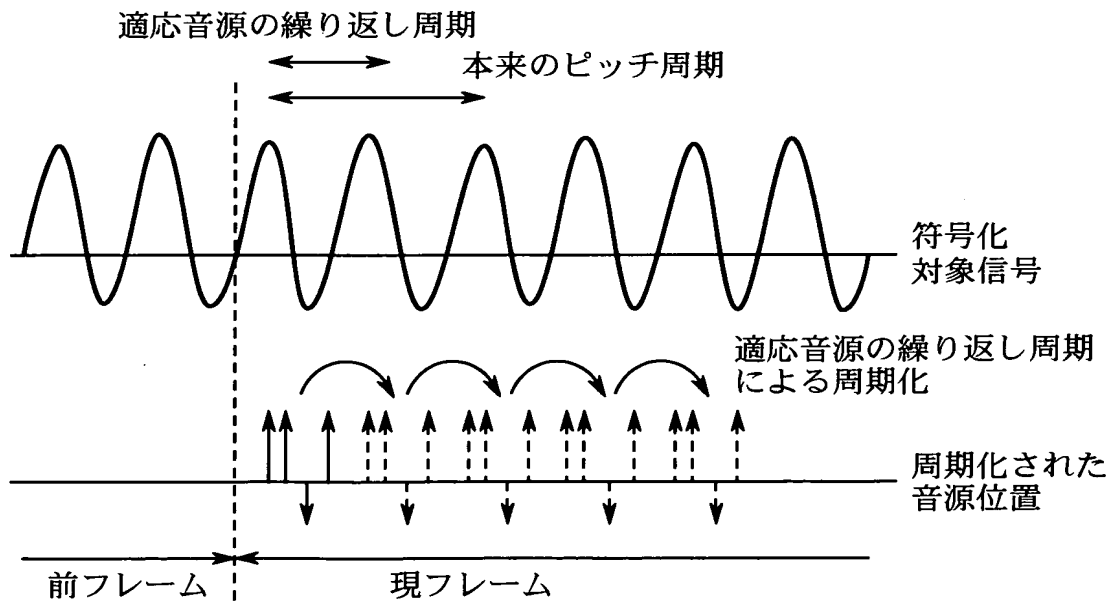 適応音源の繰り返し周期
本来のピッチ周期
符号化
対象信号
適応音源の繰り返し周期
による周期化
周期化された
音源位置
前フレーム
現フレーム